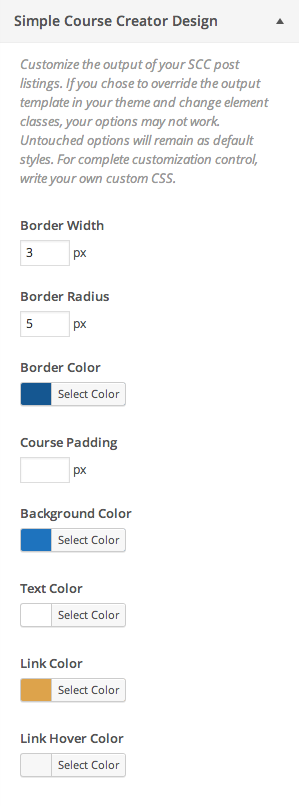 Simple Course Creator Design
Customize the output of your SCC post
listings. If you chose to override the output
template in your theme and change element
classes, your options may not work.
Untouched options will remain as default
styles. For complete customization control,
write your own custom CSS.
Border Width
3 px
Border Radius
5 px
Border Color
Select Color
Course Padding
px
Background Color
Select Color
Text Color
Select Color
Link Color
Select Color
Link Hover Color
Select Color